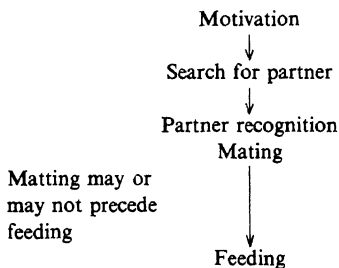 Motivation
Search for partner
Partner recognition
Mating
Matting may or
may not precede
feeding
Feeding